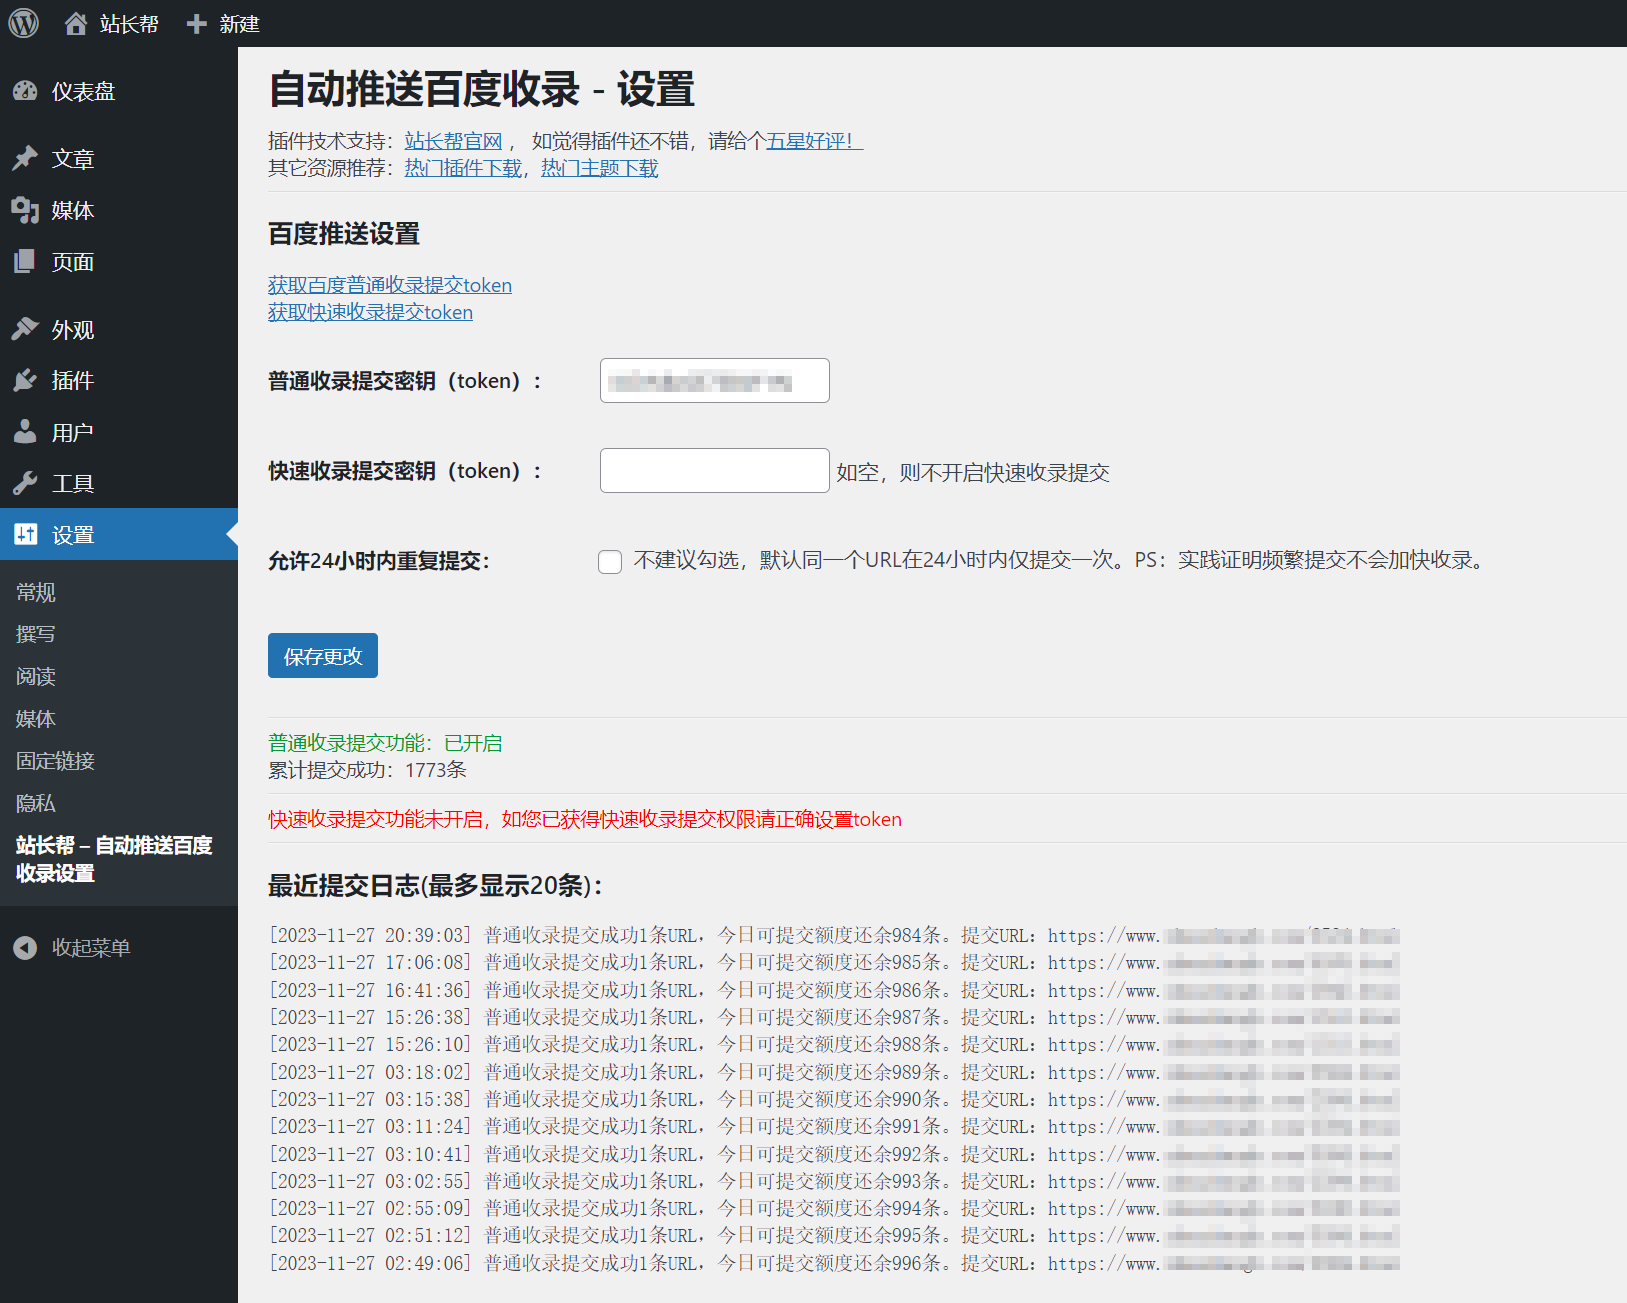 站长帮
新建
仪表盘
文章
媒体
页面
外观
插件
用户
工具
设置
常规
撰写
阅读
媒体
固定链接
隐私
站长帮 – 自动推送百度
收录设置
收起菜单
自动推送百度收录 - 设置
插件技术支持：站长帮官网 ， 如觉得插件还不错，请给个五星好评！
其它资源推荐：热门插件下载，热门主题下载
百度推送设置
获取百度普通收录提交token
获取快速收录提交token
普通收录提交密钥（token）：
快速收录提交密钥（token）：
如空，则不开启快速收录提交
允许24小时内重复提交：
不建议勾选，默认同一个URL在24小时内仅提交一次。PS：实践证明频繁提交不会加快收录。
保存更改
普通收录提交功能：已开启
累计提交成功：1773条
快速收录提交功能未开启，如您已获得快速收录提交权限请正确设置token
最近提交日志(最多显示20条)：
[2023-11-27 20:39:03] 普通收录提交成功1条URL，今日可提交额度还余984条。提交URL：https://www.
[2023-11-27 17:06:08] 普通收录提交成功1条URL，今日可提交额度还余985条。提交URL：https://www.
[2023-11-27 16:41:36] 普通收录提交成功1条URL，今日可提交额度还余986条。提交URL：https://www.
[2023-11-27 15:26:38] 普通收录提交成功1条URL，今日可提交额度还余987条。提交URL：https://www.
[2023-11-27 15:26:10] 普通收录提交成功1条URL，今日可提交额度还余988条。提交URL：https://www.
[2023-11-27 03:18:02] 普通收录提交成功1条URL，今日可提交额度还余989条。提交URL：https://www.
[2023-11-27 03:15:38] 普通收录提交成功1条URL，今日可提交额度还余990条。提交URL：https://www.
[2023-11-27 03:11:24] 普通收录提交成功1条URL，今日可提交额度还余991条。提交URL：https://www.
[2023-11-27 03:10:41] 普通收录提交成功1条URL，今日可提交额度还余992条。提交URL：https://www.
[2023-11-27 03:02:55] 普通收录提交成功1条URL，今日可提交额度还余993条。提交URL：https://www.
[2023-11-27 02:55:09] 普通收录提交成功1条URL，今日可提交额度还余994条。提交URL：https://www.
[2023-11-27 02:51:12] 普通收录提交成功1条URL，今日可提交额度还余995条。提交URL：https://www.
[2023-11-27 02:49:06] 普通收录提交成功1条URL，今日可提交额度还余996条。提交URL：https://www.